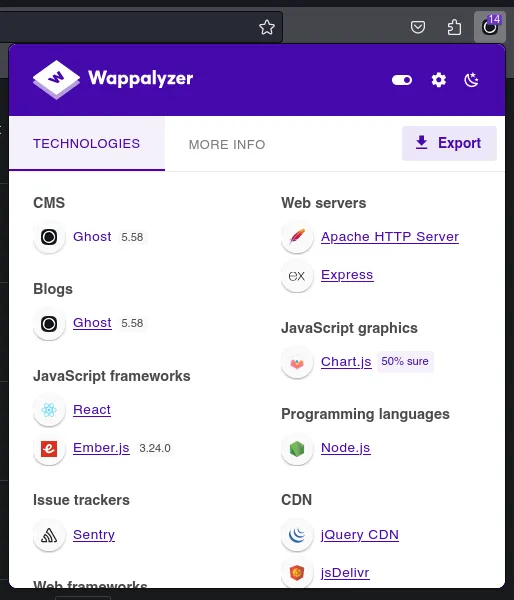 14
Wappalyzer
TECHNOLOGIES
MORE INFO
Export
CMS
Ghost 5.58
Blogs
Ghost 5.58
JavaScript frameworks
React
Ember.js 3.24.0
Issue trackers
Sentry
Web frameworks
Web servers
Apache HTTP Server
ex
Express
JavaScript graphics
Chart.js 50% sure
Programming languages
Node.js
CDN
jQuery CDN
jsDelivr